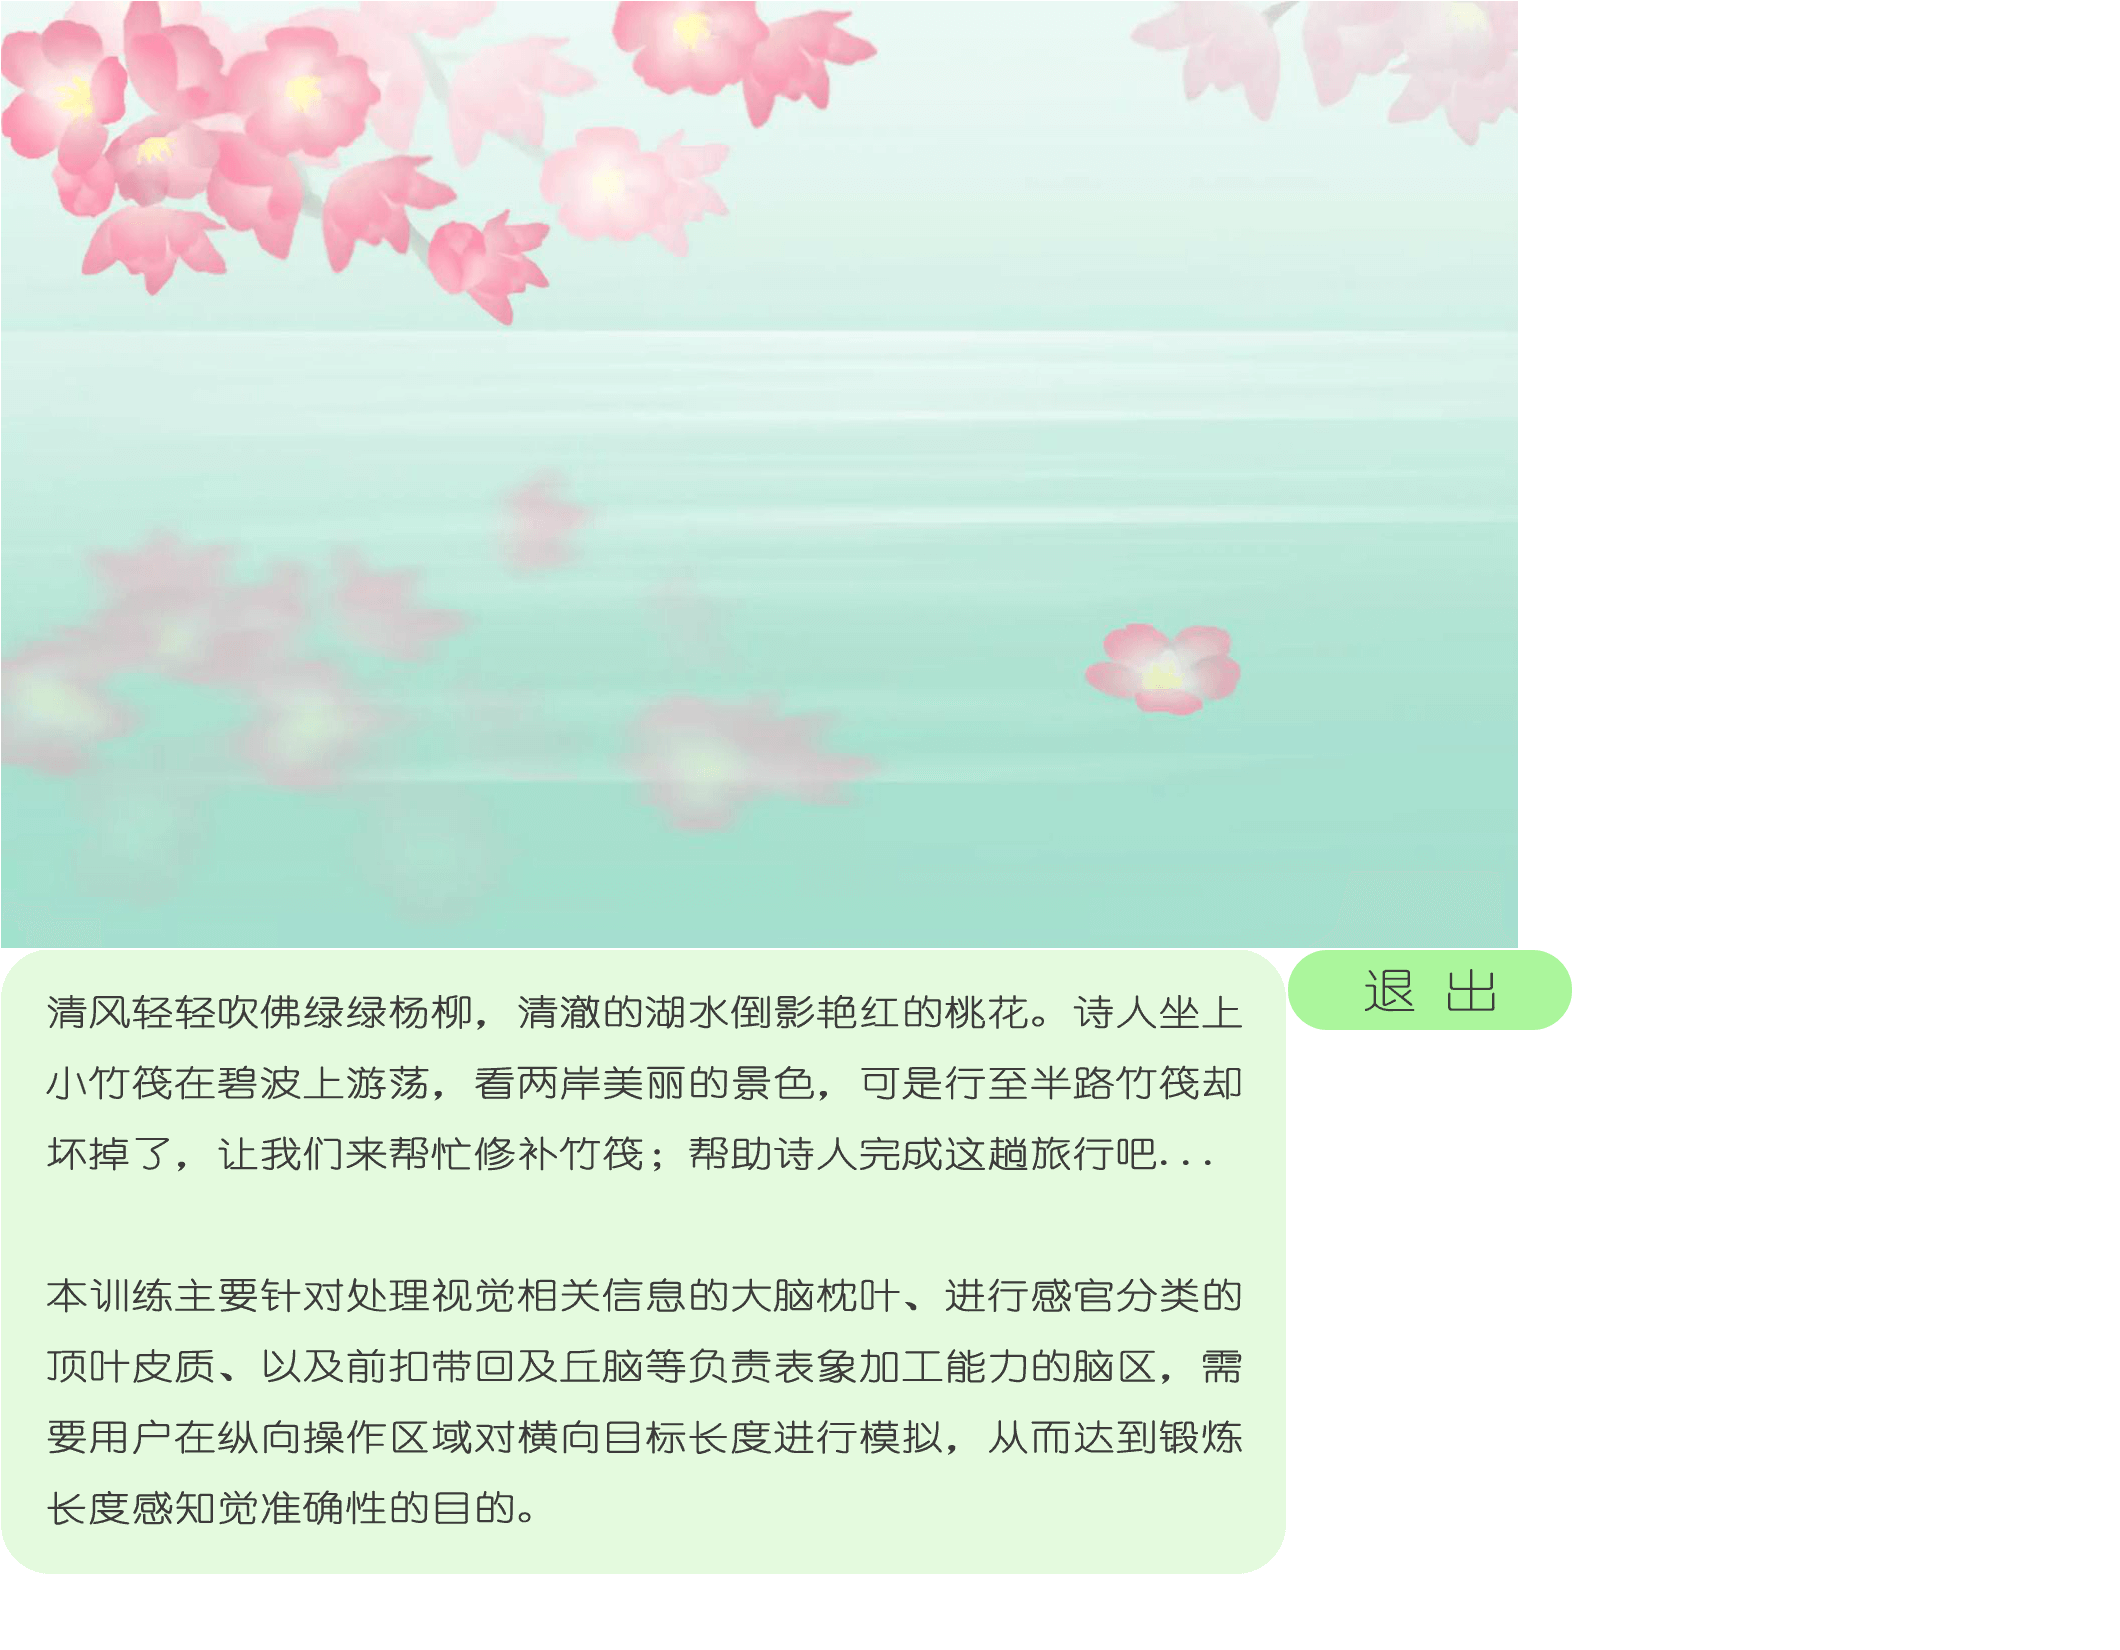 清风轻轻吹佛绿绿杨柳，清澈的湖水倒影艳红的桃花。诗人坐上
小竹筏在碧波上游荡，看两岸美丽的景色，可是行至半路竹筏却
坏掉了，让我们来帮忙修补竹筏；帮助诗人完成这趟旅行吧...
本训练主要针对处理视觉相关信息的大脑枕叶、进行感官分类的
顶叶皮质、以及前扣带回及丘脑等负责表象加工能力的脑区，需
要用户在纵向操作区域对横向目标长度进行模拟，从而达到锻炼
长度感知觉准确性的目的。
退 出